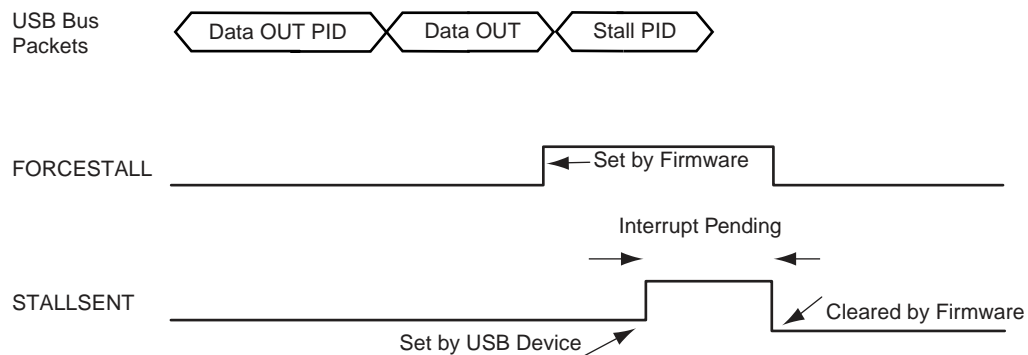 USB Bus
Packets
Data OUT PID
Data OUT
Stall PID
FORCESTALL
Set by Firmware
Interrupt Pending
STALLSENT
Cleared by Firmware
Set by USB Device